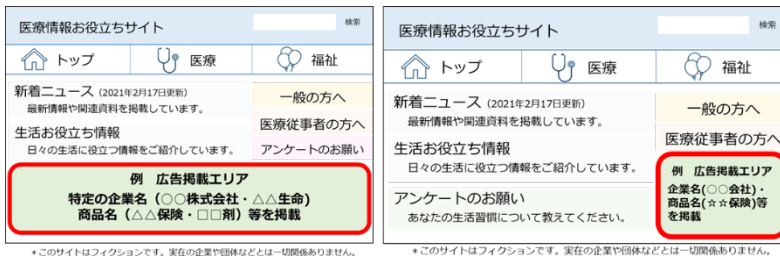 医療情報お役立ちサイト
検索
トップ
医療
福祉
新着ニュース (2021年2月17日更新)
最新情報や関連資料を掲載しています。
生活お役立ち情報
日々の生活に役立つ情報をご紹介しています。
一般の方へ
医療従事者の方へ
アンケートのお願い
例 広告掲載エリア
特定の企業名(○○株式会社・△△生命)
商品名(△△保険・□□剤)等を掲載
*このサイトはフィクションです。実在の企業や団体などとは一切関係ありません。
医療情報お役立ちサイト
検索
トップ
医療
福祉
新着ニュース (2021年2月17日更新)
最新情報や関連資料を掲載しています。
生活お役立ち情報
日々の生活に役立つ情報をご紹介しています。
アンケートのお願い
あなたの生活習慣について教えてください。
一般の方へ
医療従事者の方へ
例 広告掲載エリア
企業名(○○会社)・
商品名(☆☆保険)等
を掲載
*このサイトはフィクションです。実在の企業や団体などとは一切関係ありません。